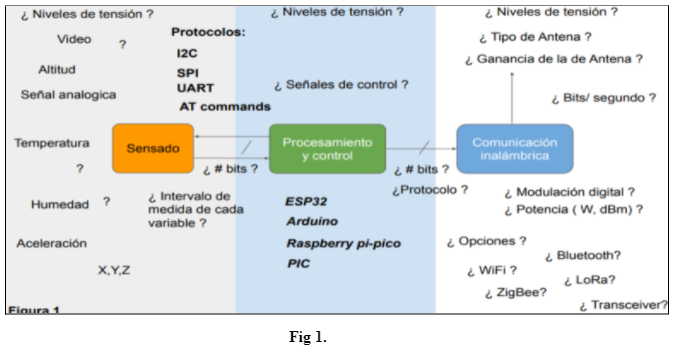 ¿ Niveles de tensión ?
Video
?
Altitud
Señal analogica
Protocolos:
I2C
SPI
UART
AT commands
Temperatura
?
Sensado
¿ # bits ?
Humedad
?
¿ Intervalo de
medida de cada
variable ?
Aceleración
X,Y,Z
Figura 1
¿ Niveles de tensión ?
¿ Señales de control ?
Procesamiento
y control
ESP32
Arduino
Raspberry pi-pico
PIC
¿ Niveles de tensión ?
¿ Tipo de Antena ?
¿ Ganancia de la de Antena ?
¿ Bits/ segundo ?
Comunicación
inalámbrica
¿ # bits ?
¿Protocolo ?
¿ Modulación digital ?
¿ Potencia ( W, dBm) ?
¿ Opciones ?
¿ Bluetooth?
¿ WiFi ?
¿ LoRa?
¿ ZigBee?
¿ Transceiver?
Fig 1.